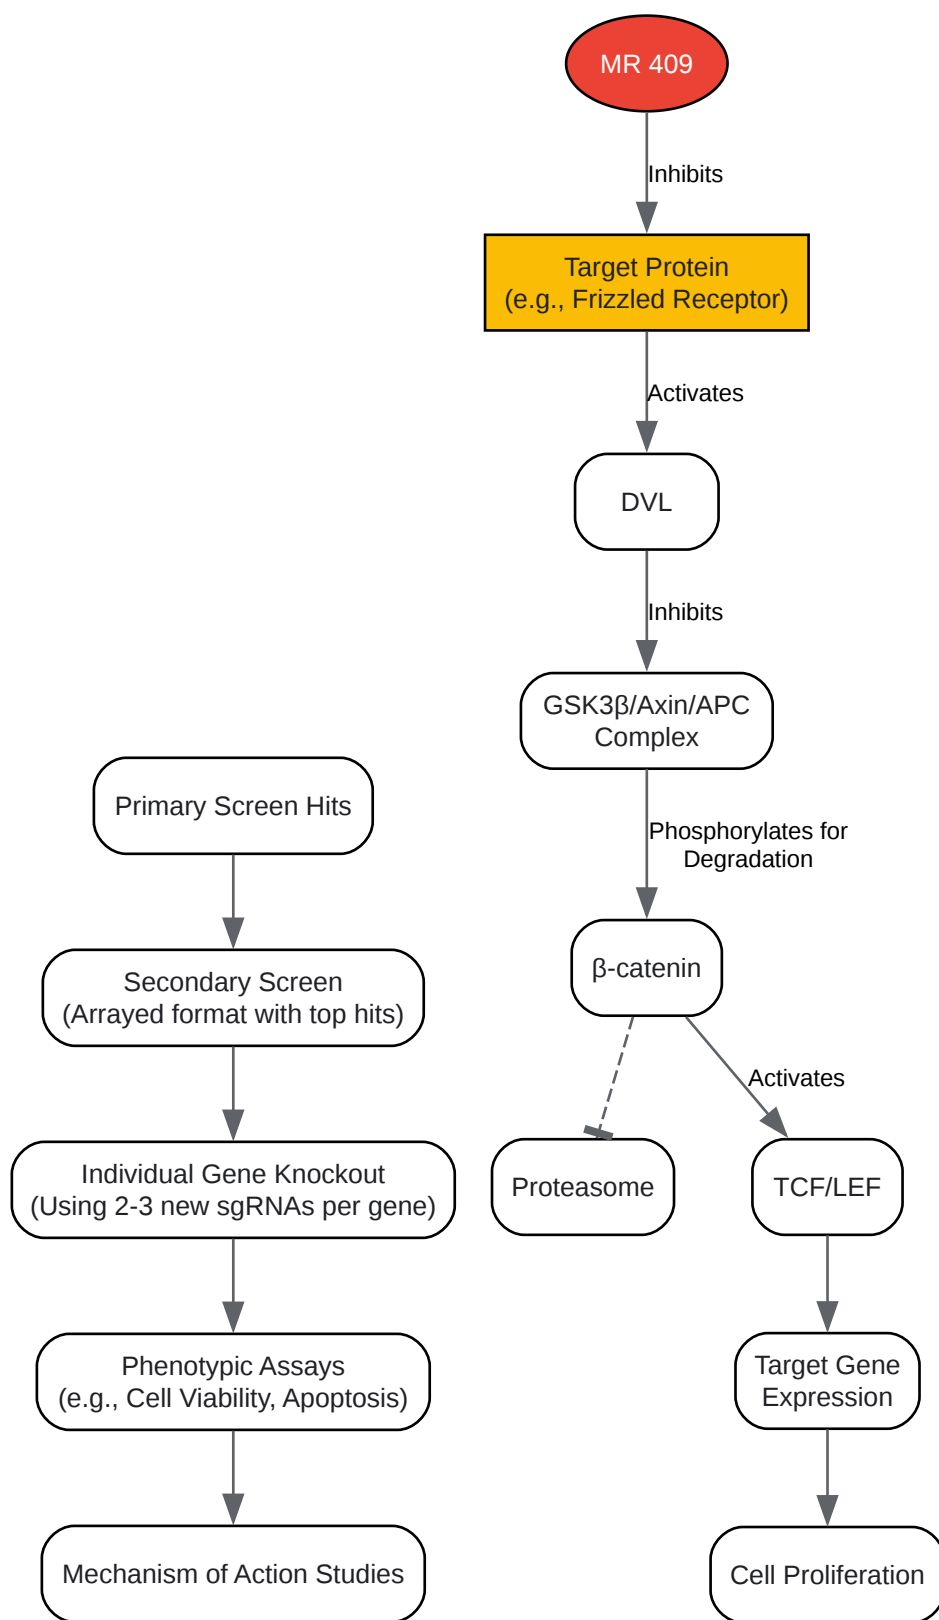 MR 409
Inhibits
Target Protein
(e.g., Frizzled Receptor)
Activates
DVL
Inhibits
GSK3β/Axin/APC
Complex
Phosphorylates for
Degradation
β-catenin
Activates
Proteasome
TCF/LEF
Target Gene
Expression
Cell Proliferation
Primary Screen Hits
Secondary Screen
(Arrayed format with top hits)
Individual Gene Knockout
(Using 2-3 new sgRNAs per gene)
Phenotypic Assays
(e.g., Cell Viability, Apoptosis)
Mechanism of Action Studies